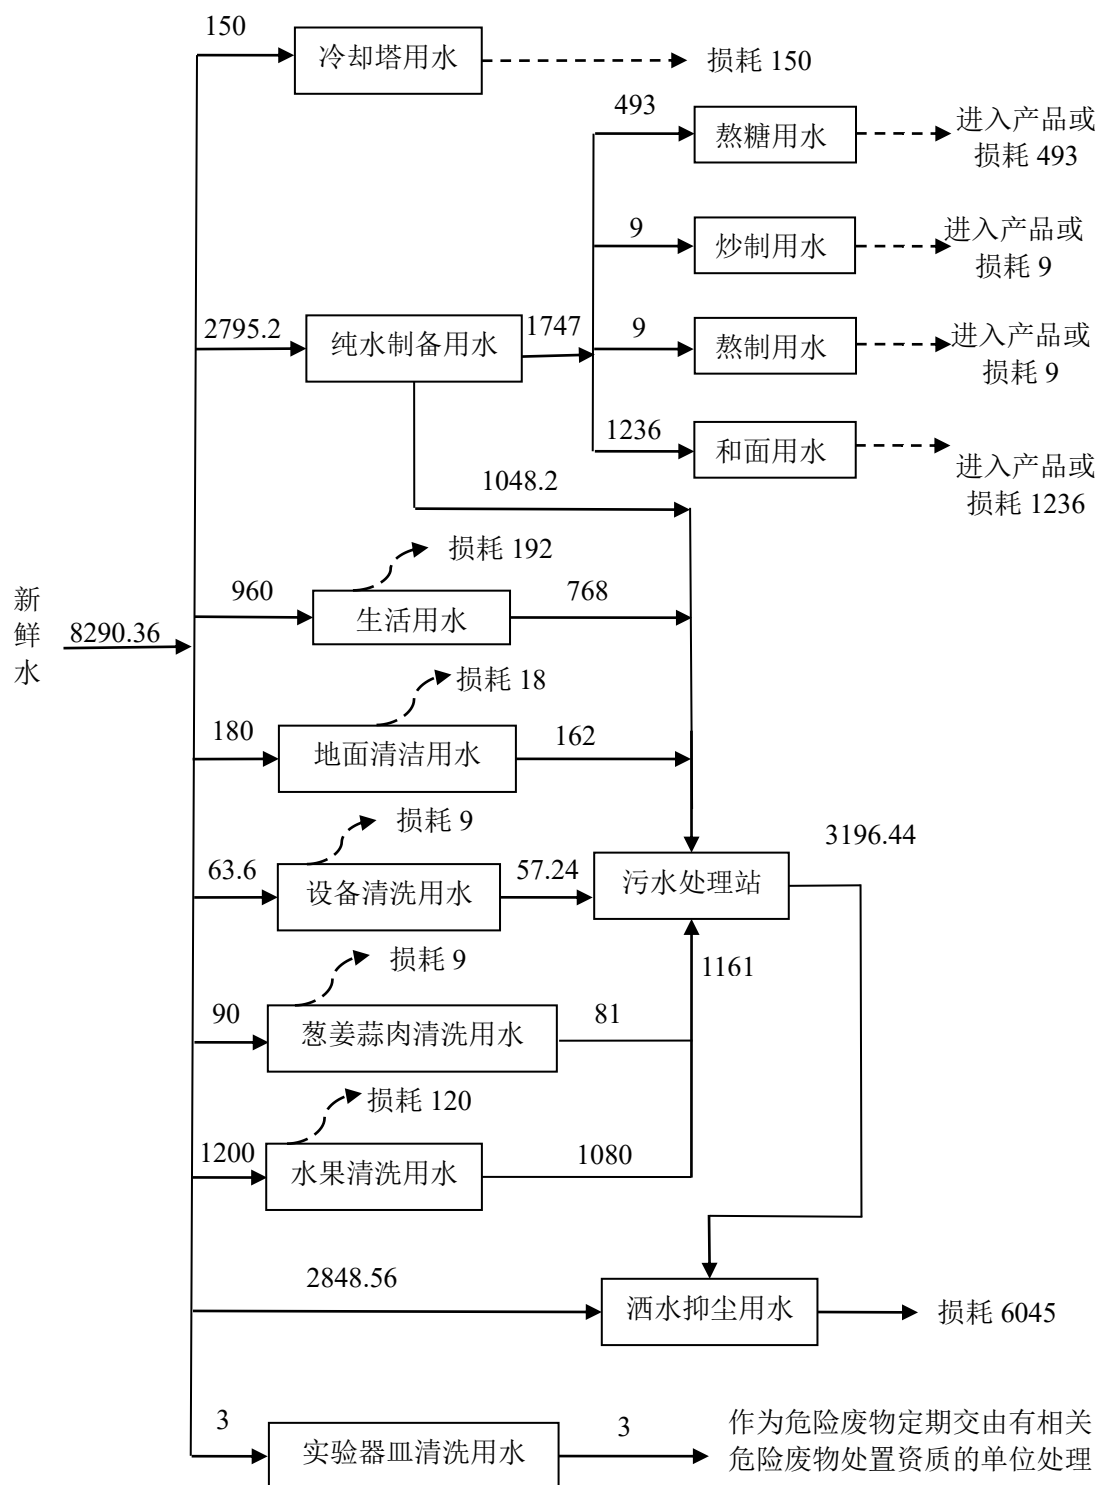 150
冷却塔用水
损耗 150
493
熬糖用水
进入产品或
损耗 493
9
炒制用水
进入产品或
损耗 9
2795.2
纯水制备用水
1747
9
熬制用水
进入产品或
损耗 9
1236
和面用水
进入产品或
损耗 1236
1048.2
损耗 192
新
鲜
水
8290.36
960
生活用水
768
损耗 18
180
地面清洁用水
162
损耗 9
63.6
设备清洗用水
57.24
污水处理站
3196.44
损耗 9
90
葱姜蒜肉清洗用水
81
1161
损耗 120
1200
水果清洗用水
1080
2848.56
洒水抑尘用水
损耗 6045
3
实验器皿清洗用水
3
作为危险废物定期交由有相关
危险废物处置资质的单位处理